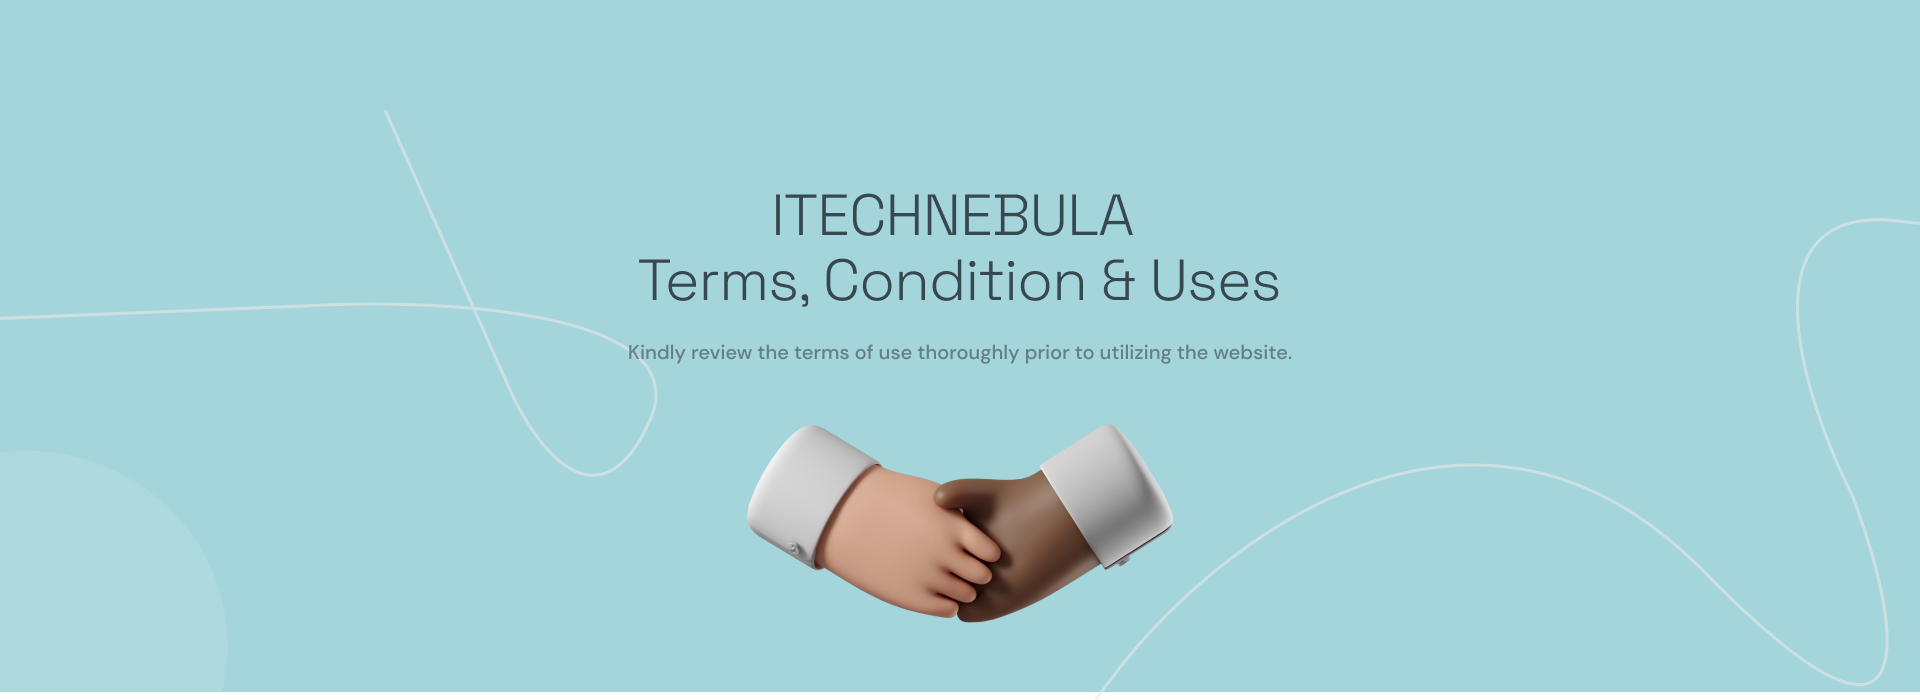 ITECHNEBULA
Terms, Condition & Uses
Kindly review the terms of use thoroughly prior to utilizing the website.